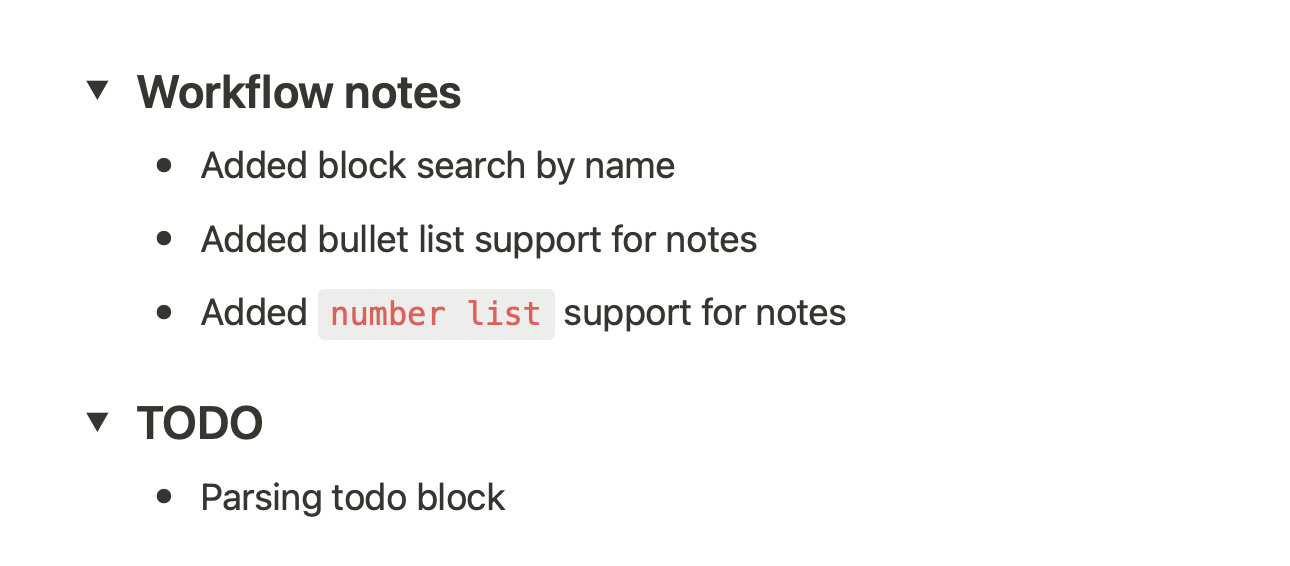 Workflow notes
Added block search by name
Added bullet list support for notes
Added number list support for notes
TODO
Parsing todo block